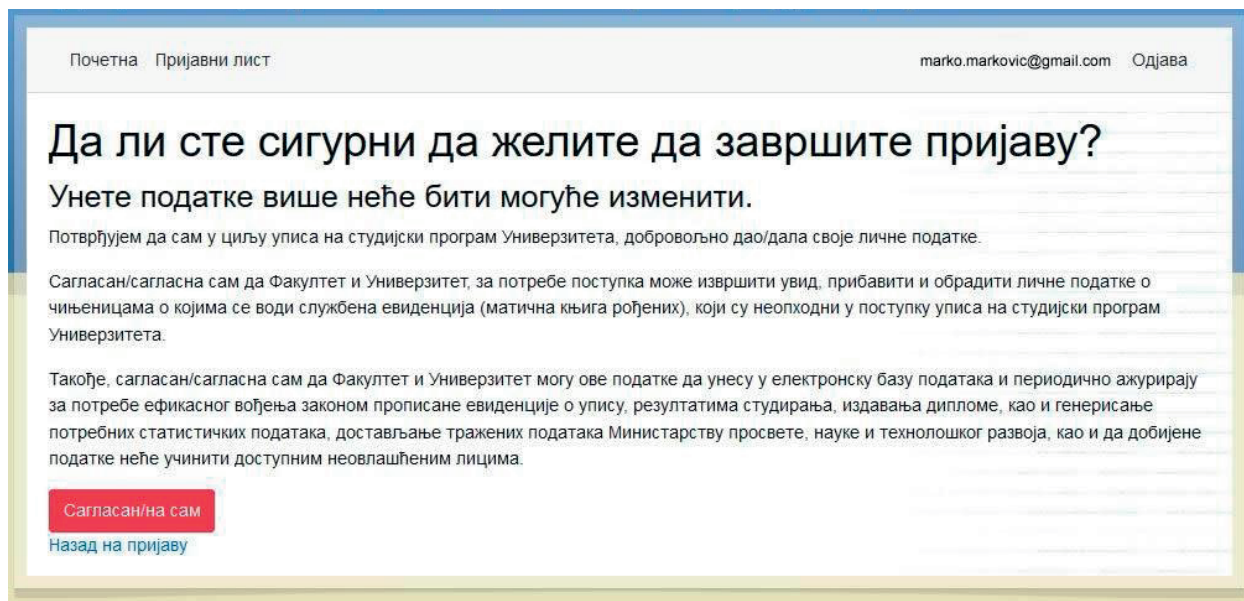 Почетна Пријавни лист marko.markovic@gmail.com Одјава
Да ли сте сигурни да желите да завршите пријаву?
Унете податке више неће бити могуће изменити.
Потврђујем да сам у циљу уписа на студијски програм Универзитета, добровољно дао/дала своје личне податке.
Сагласан/сагласна сам да Факултет и Универзитет, за потребе поступка може извршити увид, прибавити и обрадити личне податке о
чињеницама о којима се води службена евиденција (матична књига рођених), који су неопходни у поступку уписа на студијски програм
Универзитета.
Такође, сагласан/сагласна сам да Факултет и Универзитет могу ове податке да унесу у електронску базу података и периодично ажурирају
за потребе ефикасног вођења законом прописане евиденције о упису, резултатима студирања, издавања дипломе, као и генерисање
потребних статистичких података, достављање тражених података Министарству просвете, науке и технолошког развоја, као и да добијене
податке неће учинити доступним неовлашћеним лицима.
Сагласан/на сам
Назад на пријаву